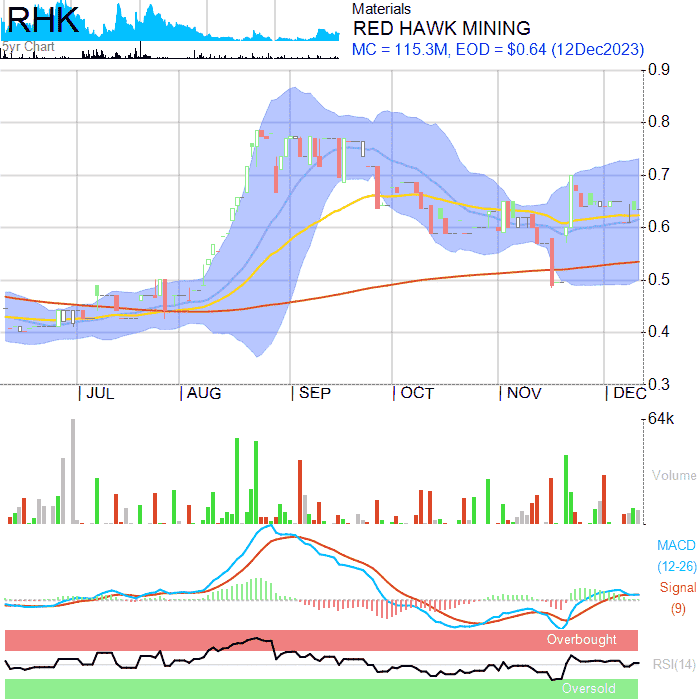 RHK
5yr Chart
Materials
RED HAWK MINING
MC = 115.3M, EOD = $0.64 (12Dec2023)
0.9
0.8
0.7
0.6
0.5
0.4
0.3
| JUL | AUG | SEP | OCT | NOV | DEC
64k
Volume
MACD
(12-26)
Signal
(9)
Overbought
RSI(14)
Oversold